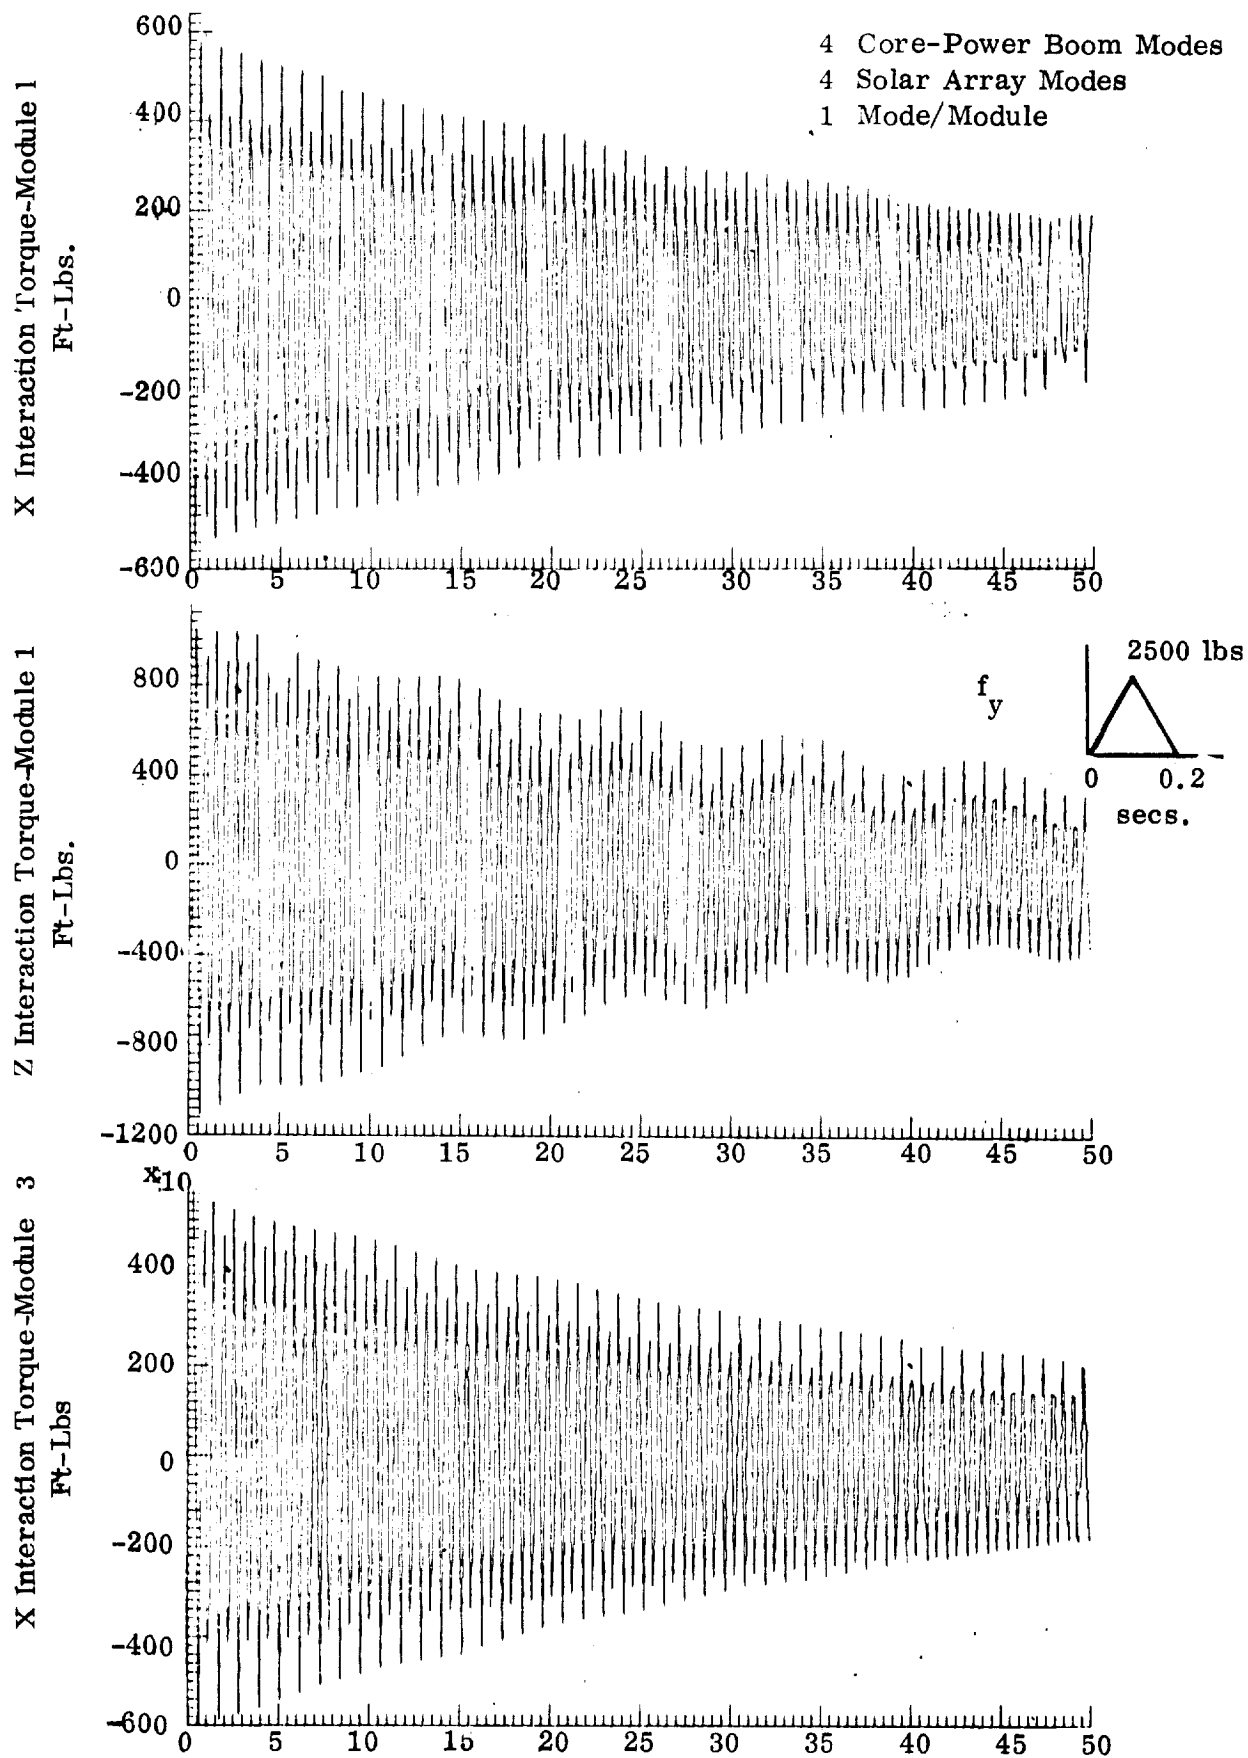 4 Core-Power Boom Modes
4 Solar Array Modes
1 Mode/Module
X Interaction Torque-Module 1
Ft-Lbs.
600
400
200
0
-200
-400
-600
0 5 10 15 20 25 30 35 40 45 50
Z Interaction Torque-Module 1
Ft-Lbs.
800
400
0
-400
-800
-1200
0 5 10 15 20 25 30 35 40 45 50
f_y
2500 lbs
0 0.2
secs.
X Interaction Torque-Module 3
Ft-Lbs
x10
400
200
0
-200
-400
-600
0 5 10 15 20 25 30 35 40 45 50